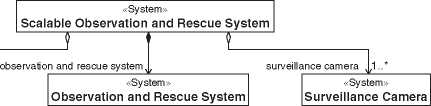 «System»
Scalable Observation and Rescue System
observation and rescue system
surveillance camera
1..*
«System»
Observation and Rescue System
«System»
Surveillance Camera